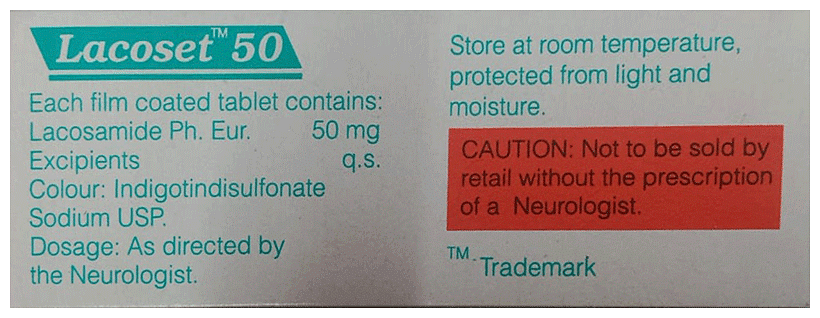 Lacoset™ 50
Each film coated tablet contains:
Lacosamide Ph. Eur. 50 mg
Excipients q.s.
Colour: Indigotindisulfonate
Sodium USP.
Dosage: As directed by
the Neurologist.
Store at room temperature,
protected from light and
moisture.
CAUTION: Not to be sold by
retail without the prescription
of a Neurologist.
™ Trademark